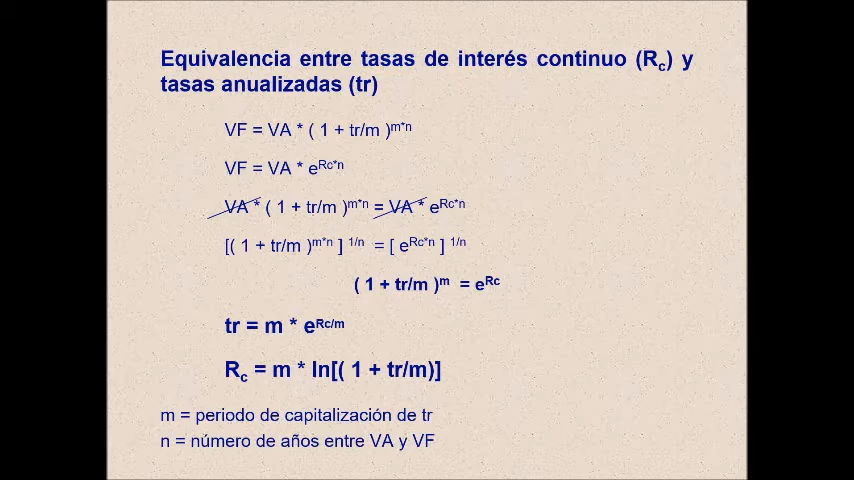 Equivalencia entre tasas de interés continuo (Rc) y
tasas anualizadas (tr)
VF = VA * ( 1 + tr/m )m*n
VF = VA * eRc*n
VA * ( 1 + tr/m )m*n = VA * eRc*n
[( 1 + tr/m )m*n ] 1/n = [ eRc*n ] 1/n
( 1 + tr/m )m = eRc
tr = m * eRc/m
Rc = m * ln[( 1 + tr/m)]
m = periodo de capitalización de tr
n = número de años entre VA y VF